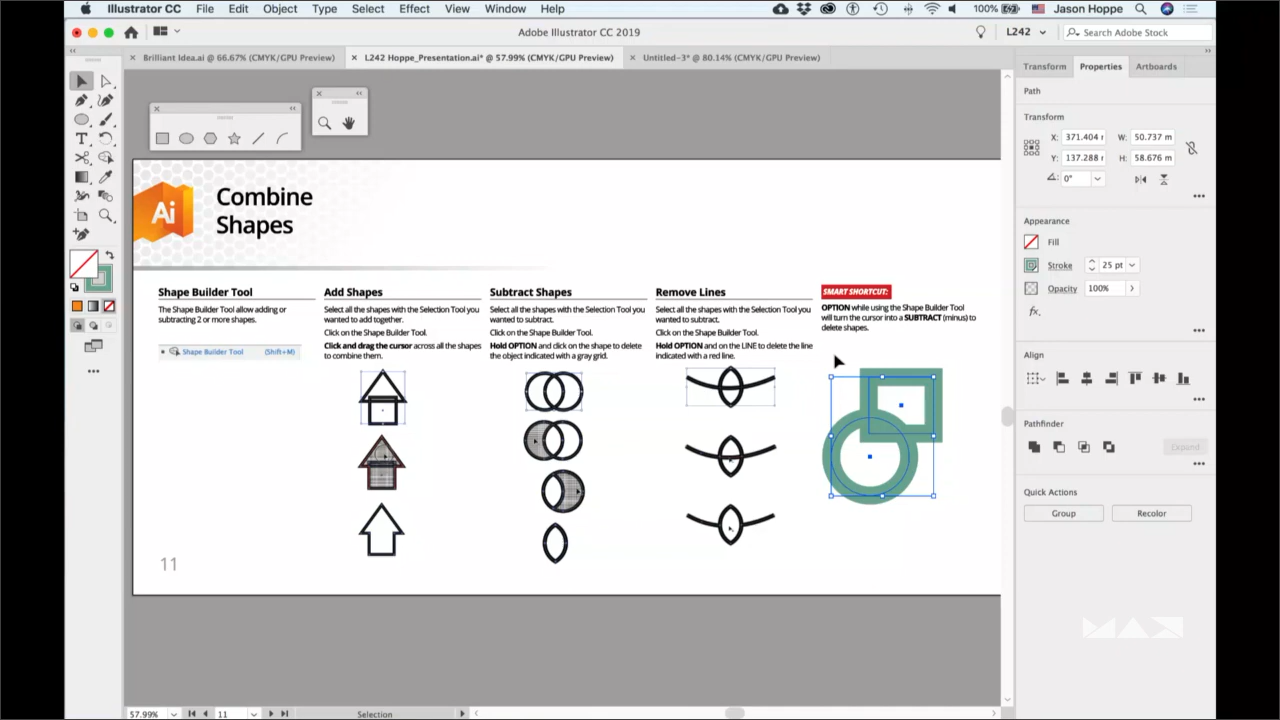 Illustrator CC File Edit Object Type Select Effect View Window Help 100% Jason Hoppe
Adobe Illustrator CC 2019 L242 Search Adobe Stock
Brilliant Idea.ai @ 66.67% (CMYK/GPU Preview) L242 Hoppe_Presentation.ai* @ 57.99% (CMYK/GPU Preview) Untitled-3* @ 80.14% (CMYK/GPU Preview)
Transform Properties Artboards
Path
Transform
X: 371.404 W: 50.737 m
Y: 137.288 H: 58.676 m
0°
Appearance
Fill
Stroke 25 pt
Opacity 100%
fx.
Align
Pathfinder
Expand
Quick Actions
Group Recolor
Ai
Combine
Shapes
Shape Builder Tool
The Shape Builder Tool allow adding or
subtracting 2 or more shapes.
Shape Builder Tool (Shift+M)
Add Shapes
Select all the shapes with the Selection Tool you
wanted to add together.
Click on the Shape Builder Tool.
Click and drag the cursor across all the shapes
to combine them.
Subtract Shapes
Select all the shapes with the Selection Tool you
wanted to subtract.
Click on the Shape Builder Tool.
Hold OPTION and click on the shape to delete
the object indicated with a gray grid.
Remove Lines
Select all the shapes with the Selection Tool you
wanted to subtract.
Click on the Shape Builder Tool.
Hold OPTION and on the LINE to delete the line
indicated with a red line.
SMART SHORTCUT:
OPTION while using the Shape Builder Tool
will turn the cursor into a SUBTRACT (minus) to
delete shapes.
11
MAX
57.99% 11 Selection